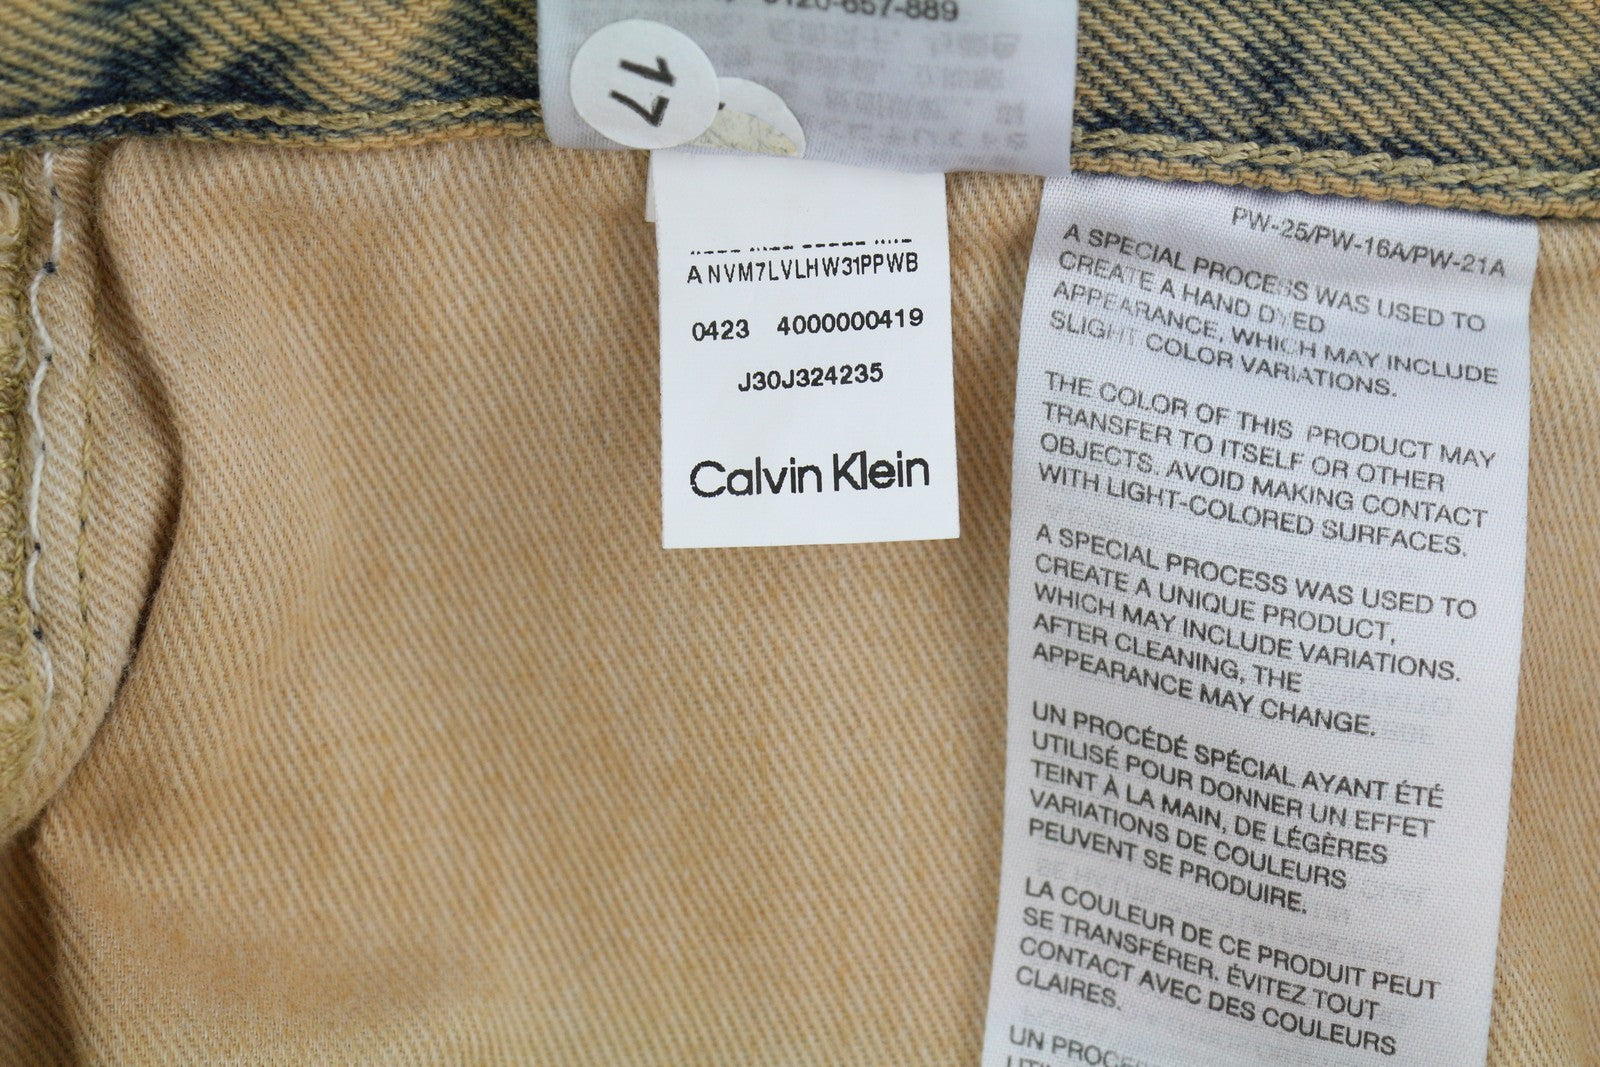 0120-657-889
17
ANVM7LVLHW31PPWB
0423 4000000419
J30J324235
Calvin Klein
PW-25/PW-16A/PW-21A
A SPECIAL PROCESS WAS USED TO
CREATE A HAND DYED
APPEARANCE, WHICH MAY INCLUDE
SLIGHT COLOR VARIATIONS.
THE COLOR OF THIS PRODUCT MAY
TRANSFER TO ITSELF OR OTHER
OBJECTS. AVOID MAKING CONTACT
WITH LIGHT-COLORED SURFACES.
A SPECIAL PROCESS WAS USED TO
CREATE A UNIQUE PRODUCT,
WHICH MAY INCLUDE VARIATIONS.
AFTER CLEANING, THE
APPEARANCE MAY CHANGE.
UN PROCÉDÉ SPÉCIAL AYANT ÉTÉ
UTILISÉ POUR DONNER UN EFFET
TEINT À LA MAIN, DE LÉGÈRES
VARIATIONS DE COULEURS
PEUVENT SE PRODUIRE.
LA COULEUR DE CE PRODUIT PEUT
SE TRANSFÉRER. ÉVITEZ TOUT
CONTACT AVEC DES COULEURS
CLAIRES.
UN